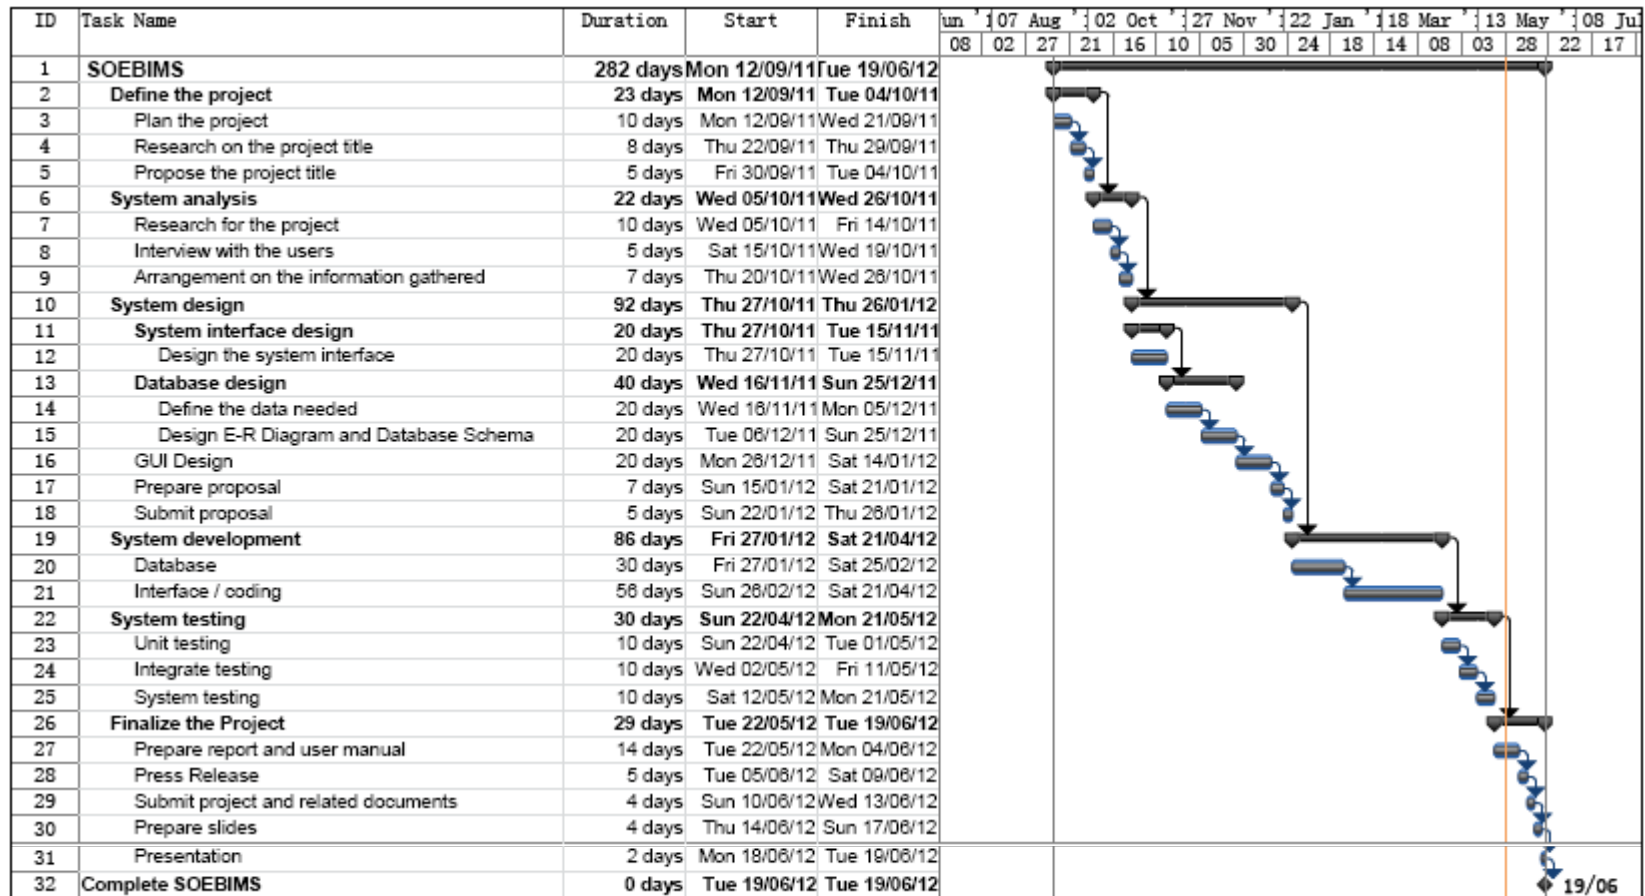 ID Task Name Duration Start Finish un '1 07 Aug '1 02 Oct '1 27 Nov '1 22 Jan '1 18 Mar '1 13 May '1 08 Jul
08 02 27 21 16 10 05 30 24 18 14 08 03 28 22 17
1 SOEBIMS 282 days Mon 12/09/11 Tue 19/06/12
2 Define the project 23 days Mon 12/09/11 Tue 04/10/11
3 Plan the project 10 days Mon 12/09/11 Wed 21/09/11
4 Research on the project title 8 days Thu 22/09/11 Thu 29/09/11
5 Propose the project title 5 days Fri 30/09/11 Tue 04/10/11
6 System analysis 22 days Wed 05/10/11 Wed 26/10/11
7 Research for the project 10 days Wed 05/10/11 Fri 14/10/11
8 Interview with the users 5 days Sat 15/10/11 Wed 19/10/11
9 Arrangement on the information gathered 7 days Thu 20/10/11 Wed 26/10/11
10 System design 92 days Thu 27/10/11 Thu 26/01/12
11 System interface design 20 days Thu 27/10/11 Tue 15/11/11
12 Design the system interface 20 days Thu 27/10/11 Tue 15/11/11
13 Database design 40 days Wed 16/11/11 Sun 25/12/11
14 Define the data needed 20 days Wed 16/11/11 Mon 05/12/11
15 Design E-R Diagram and Database Schema 20 days Tue 06/12/11 Sun 25/12/11
16 GUI Design 20 days Mon 26/12/11 Sat 14/01/12
17 Prepare proposal 7 days Sun 15/01/12 Sat 21/01/12
18 Submit proposal 5 days Sun 22/01/12 Thu 26/01/12
19 System development 86 days Fri 27/01/12 Sat 21/04/12
20 Database 30 days Fri 27/01/12 Sat 25/02/12
21 Interface / coding 56 days Sun 26/02/12 Sat 21/04/12
22 System testing 30 days Sun 22/04/12 Mon 21/05/12
23 Unit testing 10 days Sun 22/04/12 Tue 01/05/12
24 Integrate testing 10 days Wed 02/05/12 Fri 11/05/12
25 System testing 10 days Sat 12/05/12 Mon 21/05/12
26 Finalize the Project 29 days Tue 22/05/12 Tue 19/06/12
27 Prepare report and user manual 14 days Tue 22/05/12 Mon 04/06/12
28 Press Release 5 days Tue 05/06/12 Sat 09/06/12
29 Submit project and related documents 4 days Sun 10/06/12 Wed 13/06/12
30 Prepare slides 4 days Thu 14/06/12 Sun 17/06/12
31 Presentation 2 days Mon 18/06/12 Tue 19/06/12
32 Complete SOEBIMS 0 days Tue 19/06/12 Tue 19/06/12 19/06